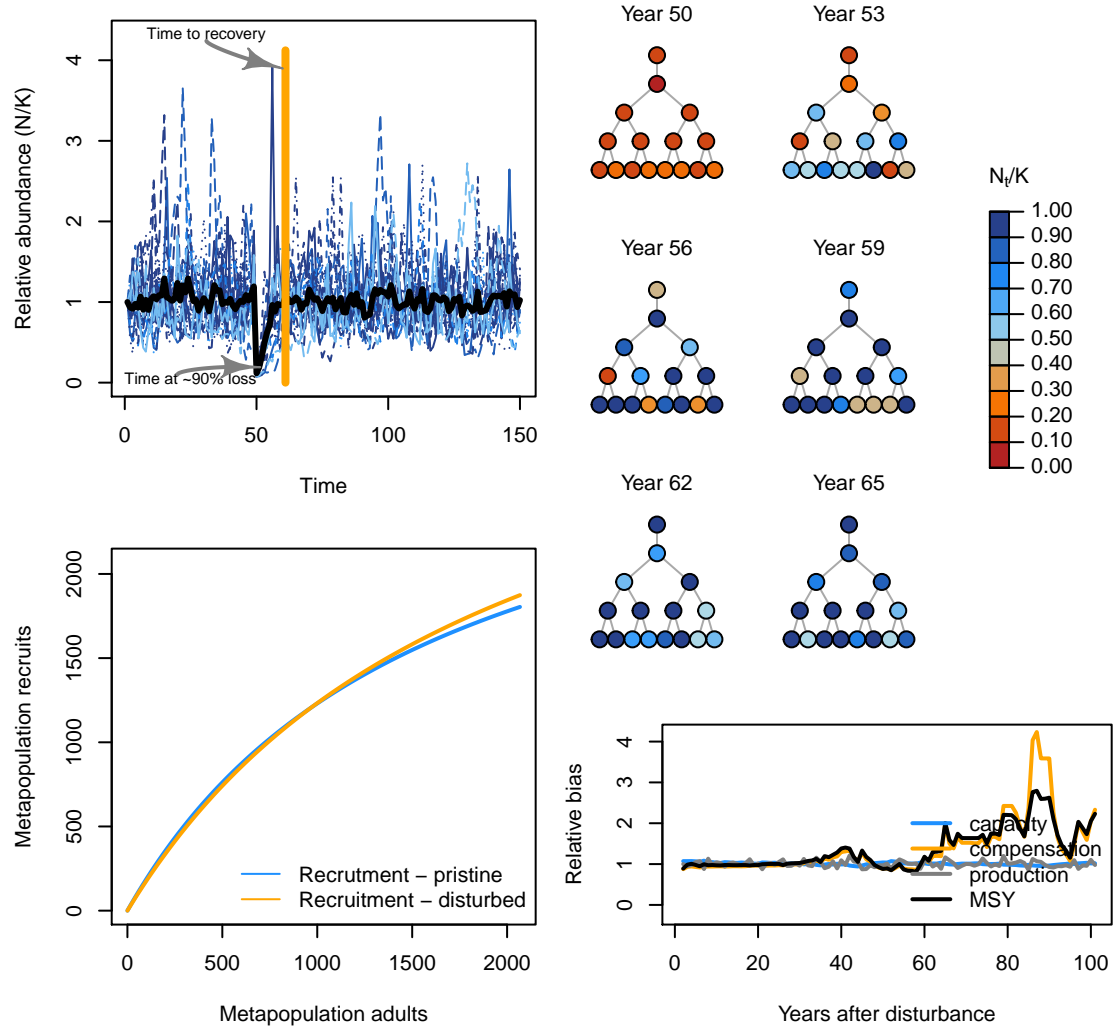 Time to recovery
Time at ~90% loss
Relative abundance (N/K)
0
1
2
3
4
0
50
100
150
Time
Year 50
Year 53
Year 56
Year 59
Year 62
Year 65
N_t/K
1.00
0.90
0.80
0.70
0.60
0.50
0.40
0.30
0.20
0.10
0.00
Metapopulation recruits
0
500
1000
1500
2000
Recrutment − pristine
Recruitment − disturbed
0
500
1000
1500
2000
Metapopulation adults
Relative bias
0
1
2
3
4
capacity
compensation
production
MSY
0
20
40
60
80
100
Years after disturbance